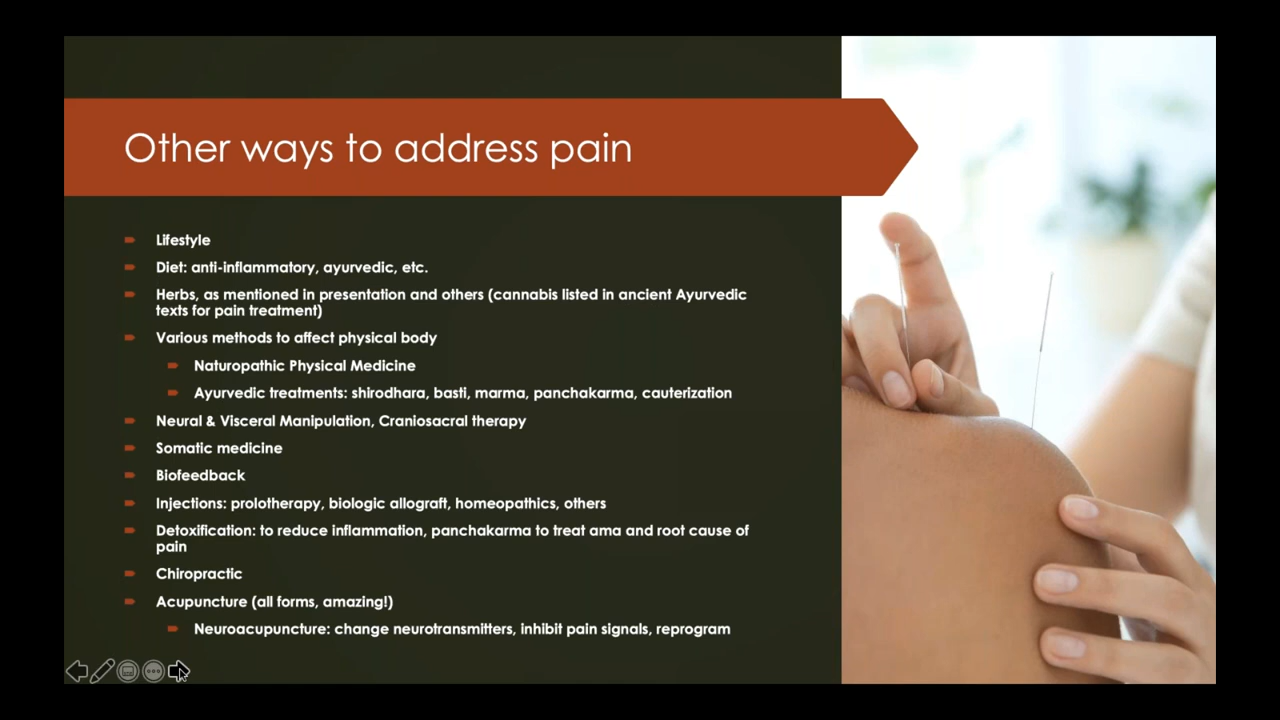 Other ways to address pain
Lifestyle
Diet: anti-inflammatory, ayurvedic, etc.
Herbs, as mentioned in presentation and others (cannabis listed in ancient Ayurvedic
texts for pain treatment)
Various methods to affect physical body
Naturopathic Physical Medicine
Ayurvedic treatments: shirodhara, basti, marma, panchakarma, cauterization
Neural & Visceral Manipulation, Craniosacral therapy
Somatic medicine
Biofeedback
Injections: prolotherapy, biologic allograft, homeopathics, others
Detoxification: to reduce inflammation, panchakarma to treat ama and root cause of
pain
Chiropractic
Acupuncture (all forms, amazing!)
Neuroacupuncture: change neurotransmitters, inhibit pain signals, reprogram